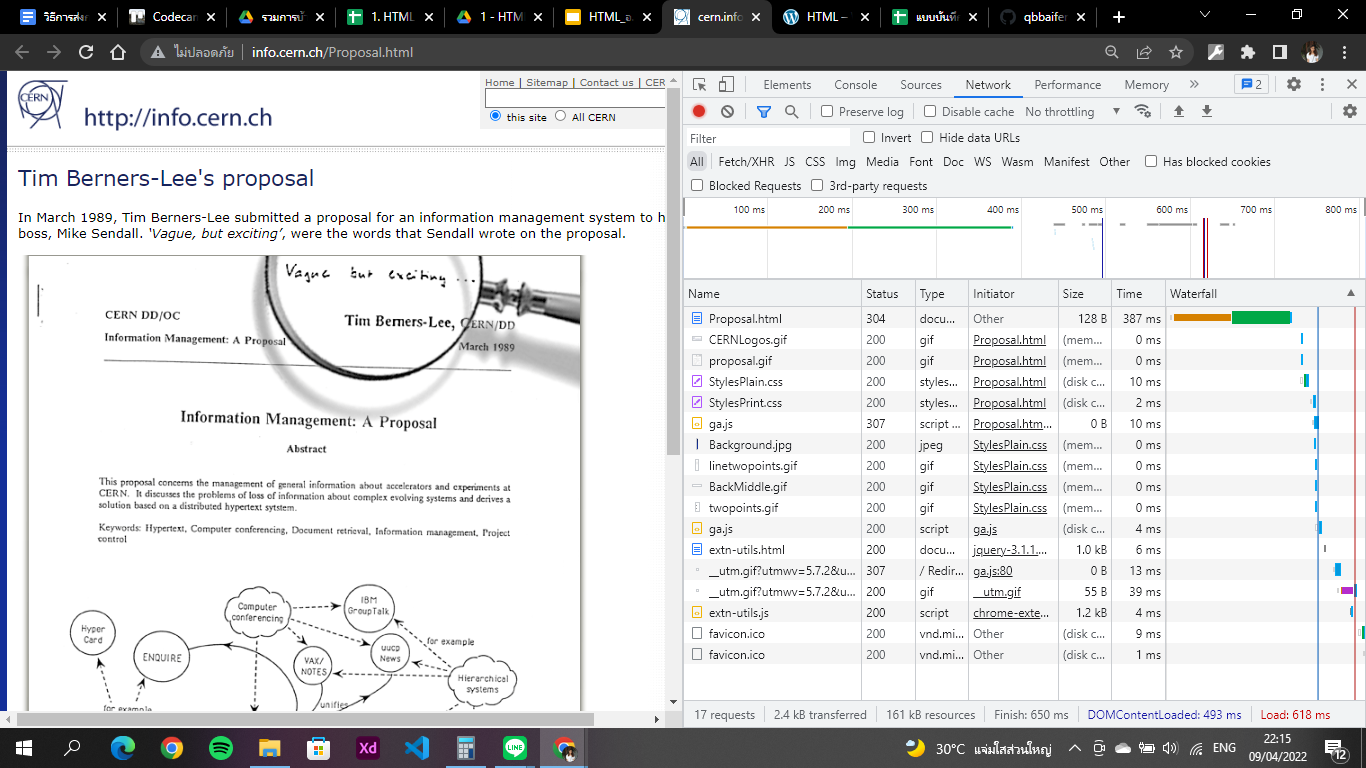 วิธีการส่ง
Codecar
รวมการบ้
1. HTML
1 - HTM
HTML_อ.
cern.info
HTML –
แบบบันทึก
qbbaifer
ไม่ปลอดภัย
info.cern.ch/Proposal.html
CERN
http://info.cern.ch
Home | Sitemap | Contact us | CER
this site All CERN
Tim Berners-Lee's proposal
In March 1989, Tim Berners-Lee submitted a proposal for an information management system to h
boss, Mike Sendall. 'Vague, but exciting', were the words that Sendall wrote on the proposal.
Vague but exciting ...
CERN DD/OC
Tim Berners-Lee, CERN/DD
Information Management: A Proposal
March 1989
Information Management: A Proposal
Abstract
This proposal concerns the management of general information about accelerators and experiments at
CERN. It discusses the problems of loss of information about complex evolving systems and derives a
solution based on a distributed hypertext sytstem.
Keywords: Hypertext, Computer conferencing, Document retrieval, Information management, Project
control
Computer
conferencing
IBM
GroupTalk
Hyper
Card
ENQUIRE
for example
uucp
News
VAX/
NOTES
Hierarchical
systems
for example
unifies
Elements Console Sources Network Performance Memory » 2
Preserve log Disable cache No throttling
Filter Invert Hide data URLs
All Fetch/XHR JS CSS Img Media Font Doc WS Wasm Manifest Other Has blocked cookies
Blocked Requests 3rd-party requests
100 ms 200 ms 300 ms 400 ms 500 ms 600 ms 700 ms 800 ms
Name Status Type Initiator Size Time Waterfall
Proposal.html 304 docu... Other 128 B 387 ms
CERNLogos.gif 200 gif Proposal.html (mem... 0 ms
proposal.gif 200 gif Proposal.html (mem... 0 ms
StylesPlain.css 200 styles... Proposal.html (disk c... 10 ms
StylesPrint.css 200 styles... Proposal.html (disk c... 2 ms
ga.js 307 script ... Proposal.htm... 0 B 10 ms
Background.jpg 200 jpeg StylesPlain.css (mem... 0 ms
linetwopoints.gif 200 gif StylesPlain.css (mem... 0 ms
BackMiddle.gif 200 gif StylesPlain.css (mem... 0 ms
twopoints.gif 200 gif StylesPlain.css (mem... 0 ms
ga.js 200 script ga.js (disk c... 4 ms
extn-utils.html 200 docu... jquery-3.1.1.... 1.0 kB 6 ms
__utm.gif?utmwv=5.7.2&u... 307 / Redir... ga.js:80 0 B 13 ms
__utm.gif?utmwv=5.7.2&u... 200 gif __utm.gif 55 B 39 ms
extn-utils.js 200 script chrome-exte... 1.2 kB 4 ms
favicon.ico 200 vnd.mi... Other (disk c... 9 ms
favicon.ico 200 vnd.mi... Other (disk c... 1 ms
17 requests 2.4 kB transferred 161 kB resources Finish: 650 ms DOMContentLoaded: 493 ms Load: 618 ms
Xd
LINE
30°C แจ่มใสส่วนใหญ่
ENG
22:15
09/04/2022
12